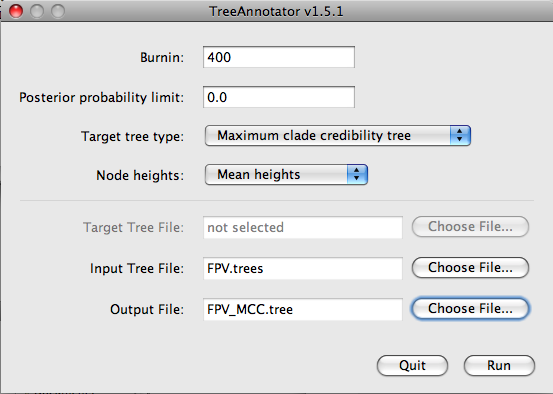 TreeAnnotator v1.5.1
Burnin: 400
Posterior probability limit: 0.0
Target tree type: Maximum clade credibility tree
Node heights: Mean heights
Target Tree File: not selected Choose File...
Input Tree File: FPV.trees Choose File...
Output File: FPV_MCC.tree Choose File...
Quit Run